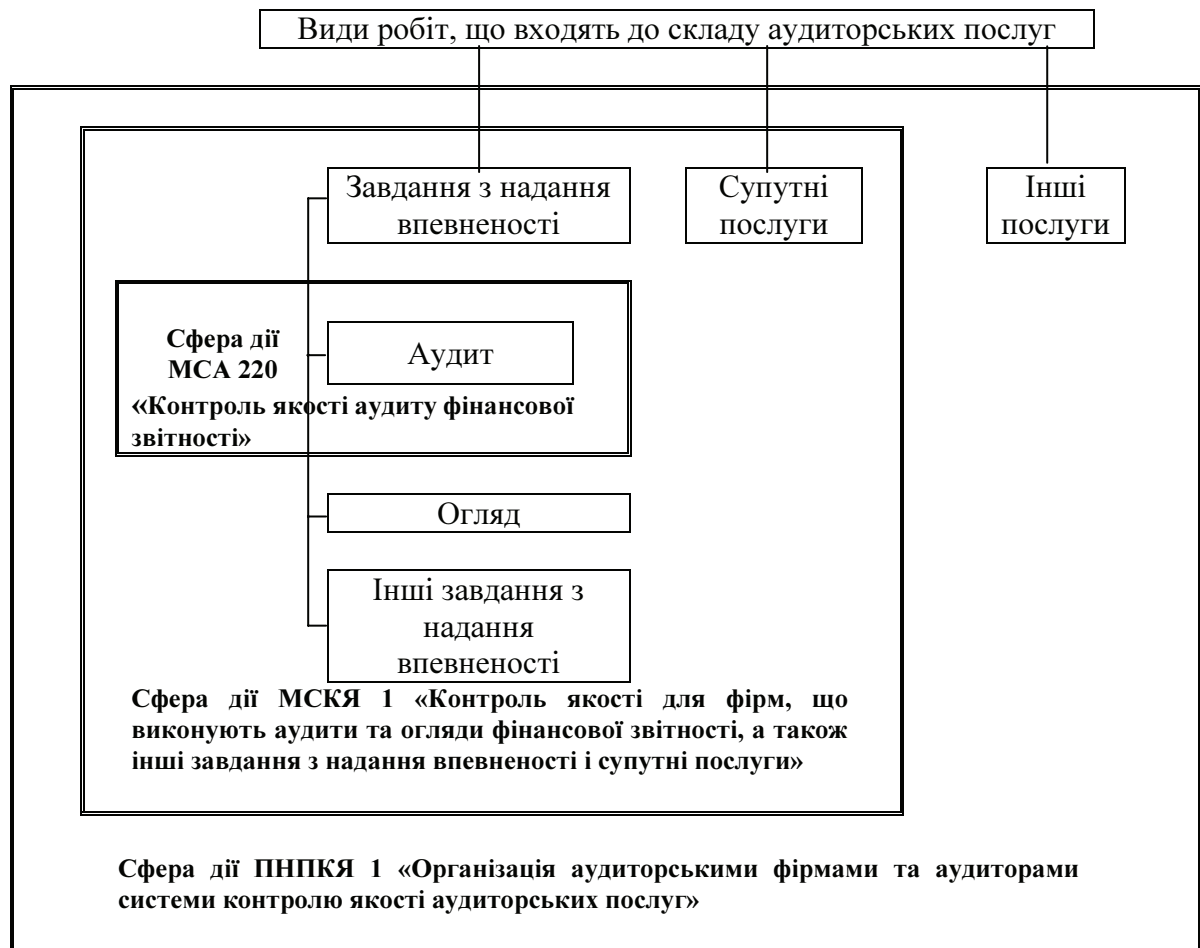 Види робіт, що входять до складу аудиторських послуг
Завдання з надання
впевненості
Супутні
послуги
Інші
послуги
Сфера дії
МСА 220
Аудит
«Контроль якості аудиту фінансової
звітності»
Огляд
Інші завдання з
надання
впевненості
Сфера дії МСКЯ 1 «Контроль якості для фірм, що
виконують аудити та огляди фінансової звітності, а також
інші завдання з надання впевненості і супутні послуги»
Сфера дії ПНПКЯ 1 «Організація аудиторськими фірмами та аудиторами
системи контролю якості аудиторських послуг»